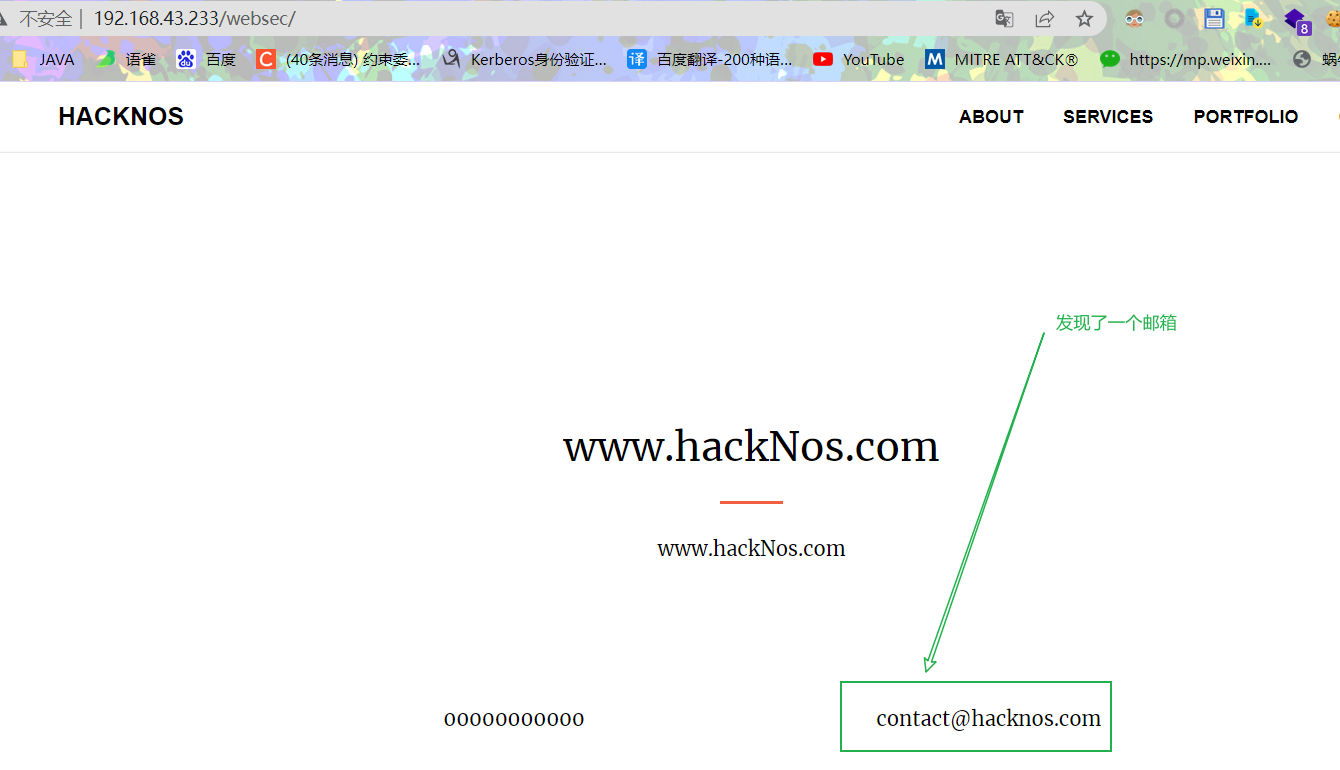 不安全 | 192.168.43.233/websec/
8
JAVA 语雀 百度 (40条消息) 约束委... Kerberos身份验证... 百度翻译-200种语... YouTube MITRE ATT&CK® https://mp.weixin....
HACKNOS ABOUT SERVICES PORTFOLIO
发现了一个邮箱
www.hackNos.com
www.hackNos.com
00000000000 contact@hacknos.com